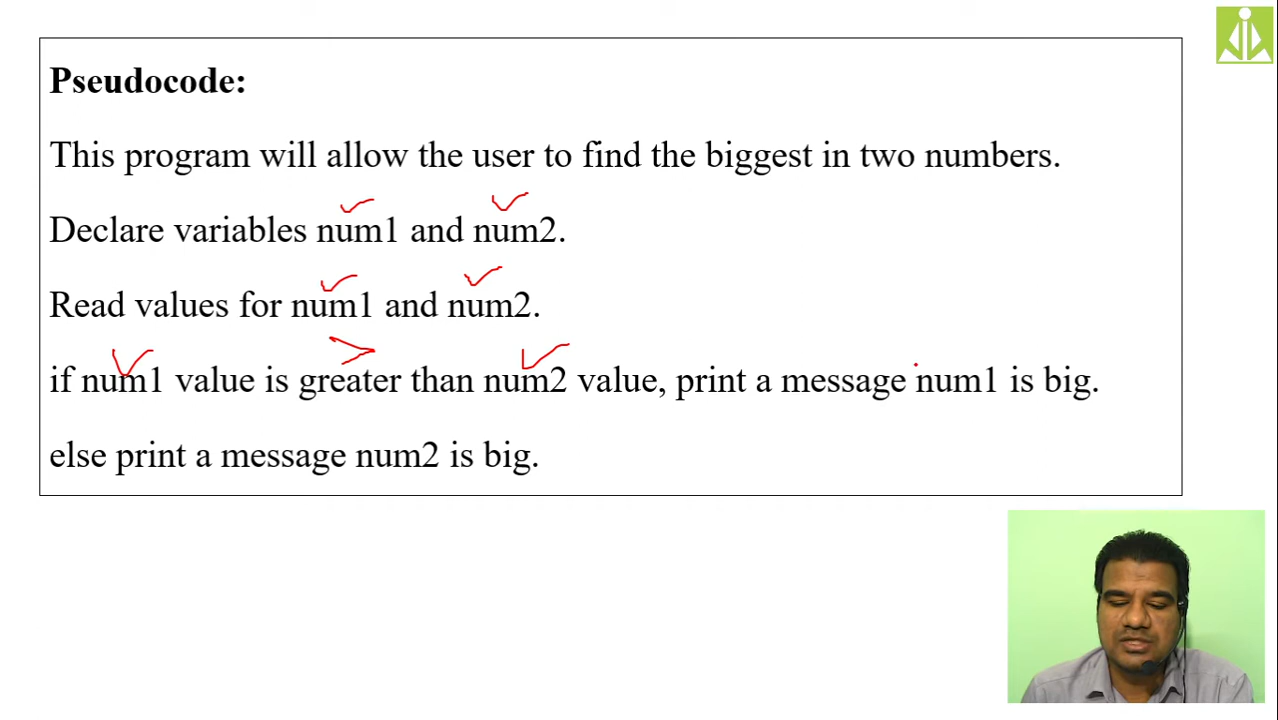 Pseudocode:
This program will allow the user to find the biggest in two numbers.
Declare variables num1 and num2.
Read values for num1 and num2.
>
if num1 value is greater than num2 value, print a message num1 is big.
else print a message num2 is big.